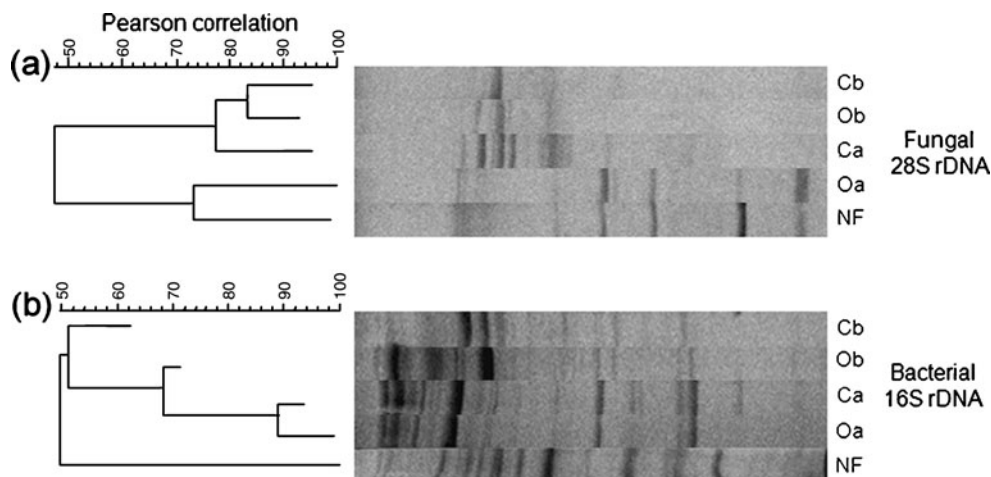 Pearson correlation
(a)
50 60 70 80 90 100
Cb
Ob
Ca
Oa
NF
Fungal
28S rDNA
(b)
50 60 70 80 90 100
Cb
Ob
Ca
Oa
NF
Bacterial
16S rDNA